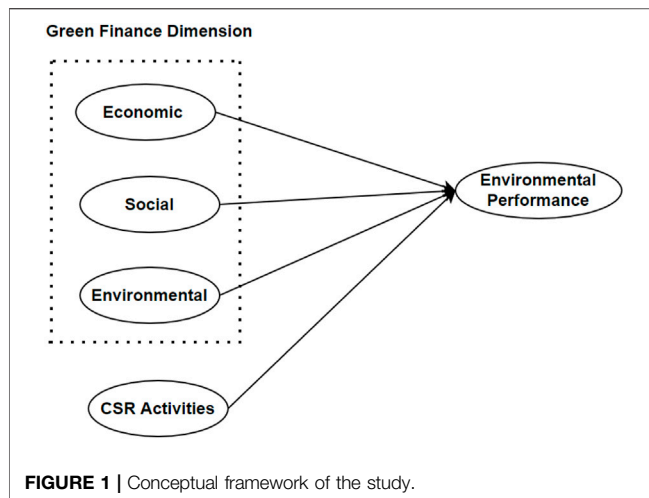 Green Finance Dimension
Economic
Social
Environmental
CSR Activities
Environmental
Performance
FIGURE 1 | Conceptual framework of the study.